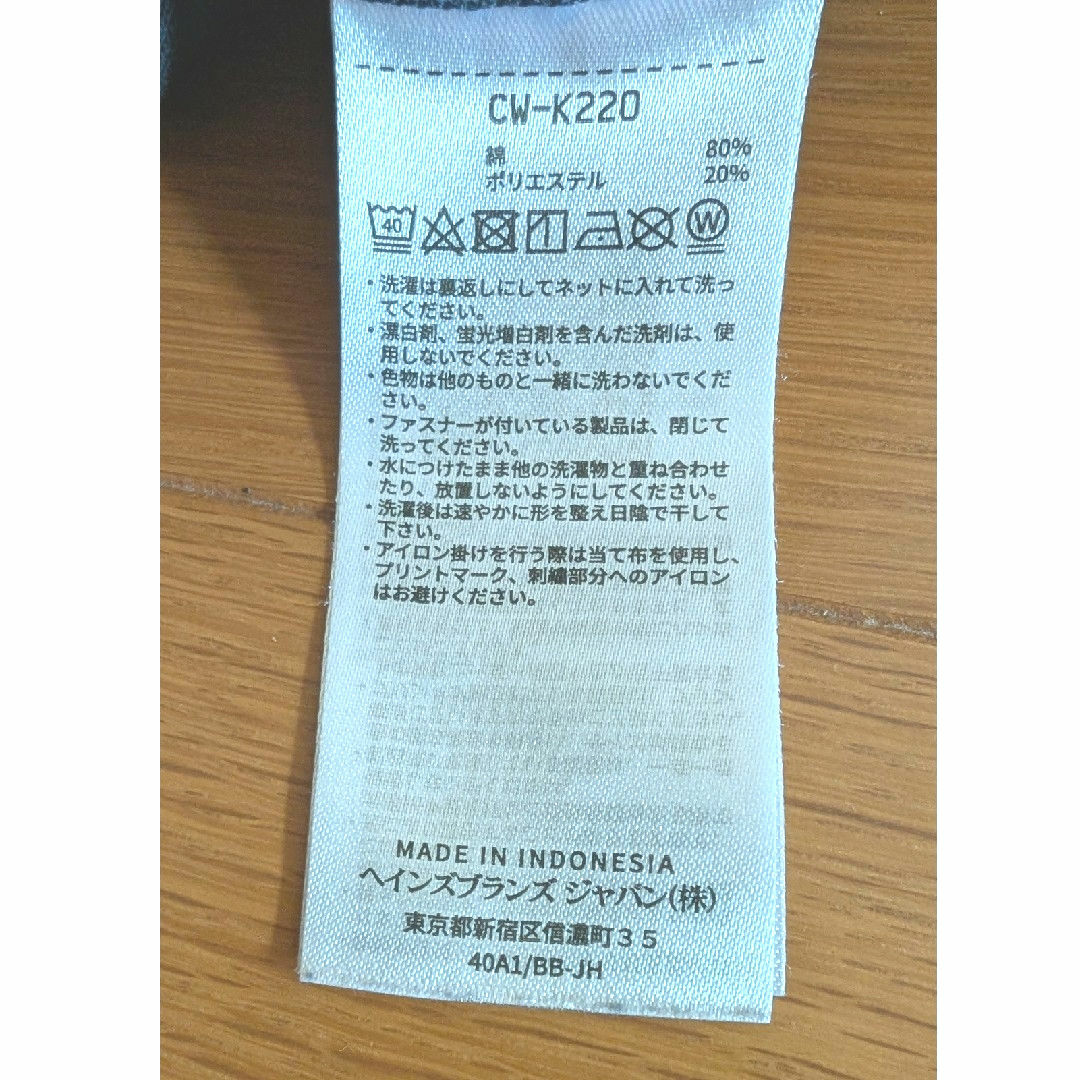 CW-K220
綿 80%
ポリエステル 20%
40
W
・洗濯は裏返しにしてネットに入れて洗っ
てください。
・漂白剤、蛍光増白剤を含んだ洗剤は、使
用しないでください。
・色物は他のものと一緒に洗わないでくだ
さい。
・ファスナーが付いている製品は、閉じて
洗ってください。
・水につけたまま他の洗濯物と重ね合わせ
たり、放置しないようにしてください。
・洗濯後は速やかに形を整え日陰で干して
下さい。
・アイロン掛けを行う際は当て布を使用し、
プリントマーク、刺繍部分へのアイロン
はお避けください。
MADE IN INDONESIA
ヘインズブランズ ジャパン(株)
東京都新宿区信濃町35
40A1/BB-JH